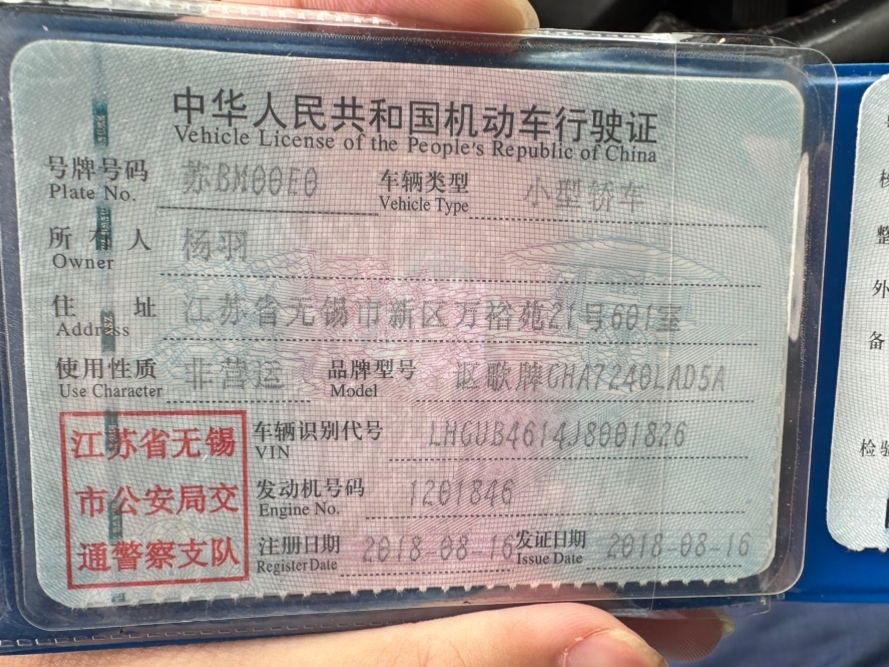 中华人民共和国机动车行驶证
Vehicle License of the People's Republic of China
号牌号码 苏BM00E0 车辆类型 小型轿车
Plate No. Vehicle Type
所有人 杨羽
Owner
住址 江苏省无锡市新区万裕苑21号601室
Address
使用性质 非营运 品牌型号 讴歌牌GHA7240LAD5A
Use Character Model
江苏省无锡 车辆识别代号 LHGUB4614J8001826
VIN
市公安局交 发动机号码 1201846
Engine No.
通警察支队 注册日期 2018-08-16 发证日期 2018-08-16
Register Date Issue Date
整
外
备
检验